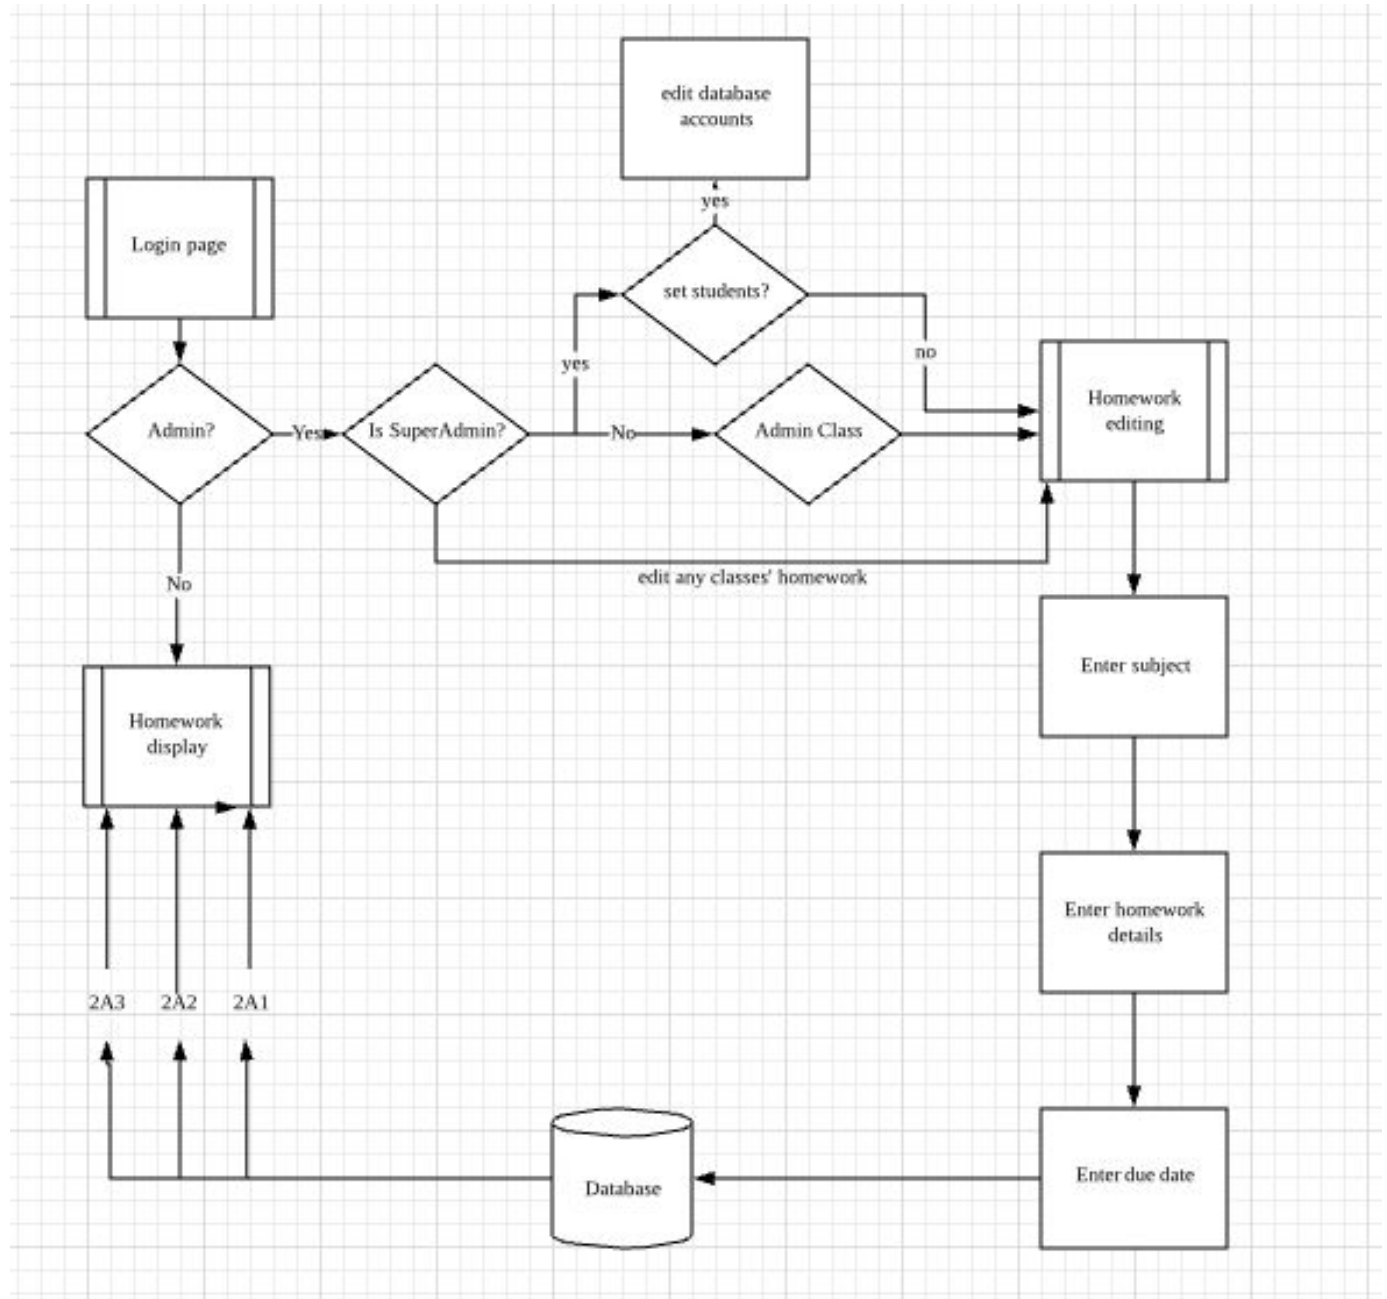 edit database
accounts
yes
Login page
set students?
yes
no
Homework
editing
Admin?
Yes
Is SuperAdmin?
No
Admin Class
edit any classes' homework
No
Enter subject
Homework
display
Enter homework
details
2A3
2A2
2A1
Enter due date
Database